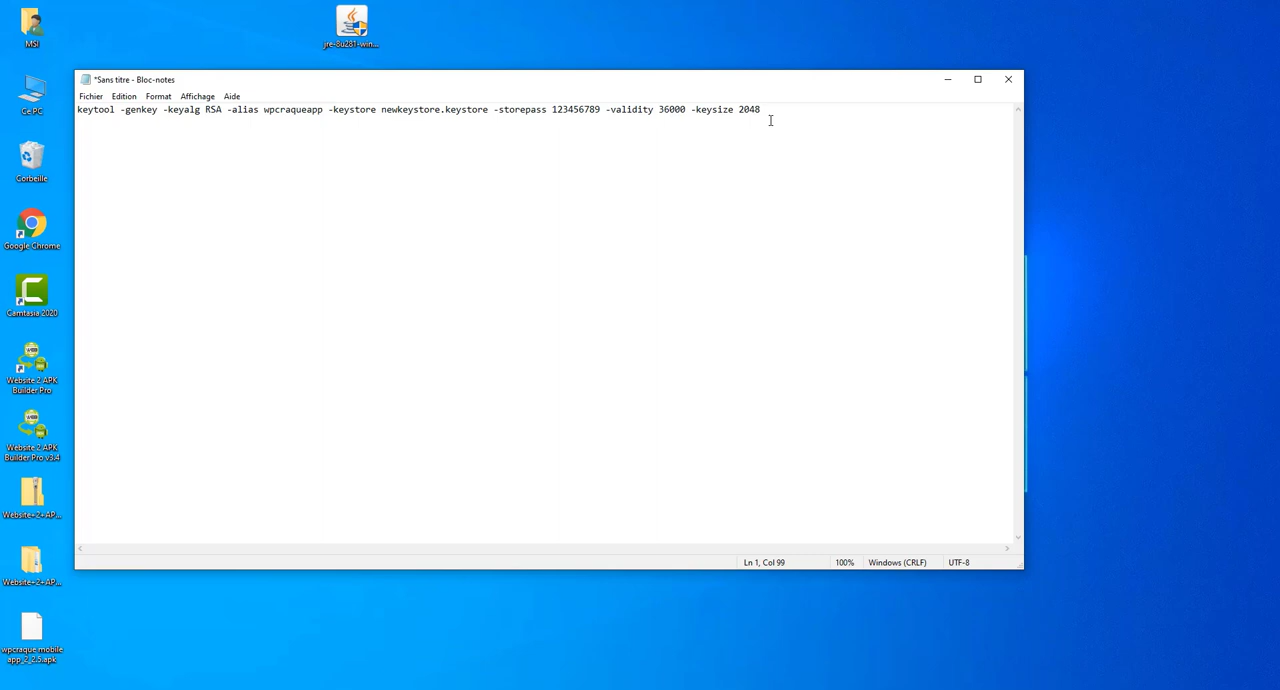 MSI
jre-8u281-win...
*Sans titre - Bloc-notes
Fichier Edition Format Affichage Aide
keytool -genkey -keyalg RSA -alias wpcraqueapp -keystore newkeystore.keystore -storepass 123456789 -validity 36000 -keysize 2048
Ce PC
Corbeille
Google Chrome
Camtasia 2020
Website 2 APK
Builder Pro
Website 2 APK
Builder Pro v3.4
Website+2+AP...
Website+2+AP...
wpcraque mobile
app_2_2.5.apk
Ln 1, Col 99 100% Windows (CRLF) UTF-8